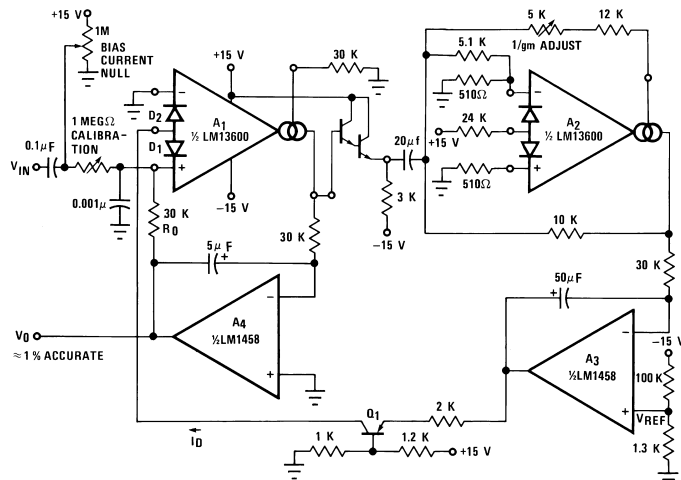 +15 V
1M
BIAS
CURRENT
NULL
+15 V
30 K
5 K
12 K
1/gm ADJUST
5.1 K
510Ω
24 K
+15 V
510Ω
−
D2
A1
½ LM13600
D1
+
−15 V
1 MEGΩ
CALIBRA-
TION
0.1μF
VIN
0.001μ
30 K
RO
20μf
3 K
−15 V
−
A2
½ LM13600
+
10 K
30 K
30 K
5μF
+
−
A4
½LM1458
+
VO
≈1% ACCURATE
50μF
+
−
A3
½LM1458
+
−15 V
100 K
VREF
1.3 K
ID
Q1
2 K
1 K
1.2 K
+15 V